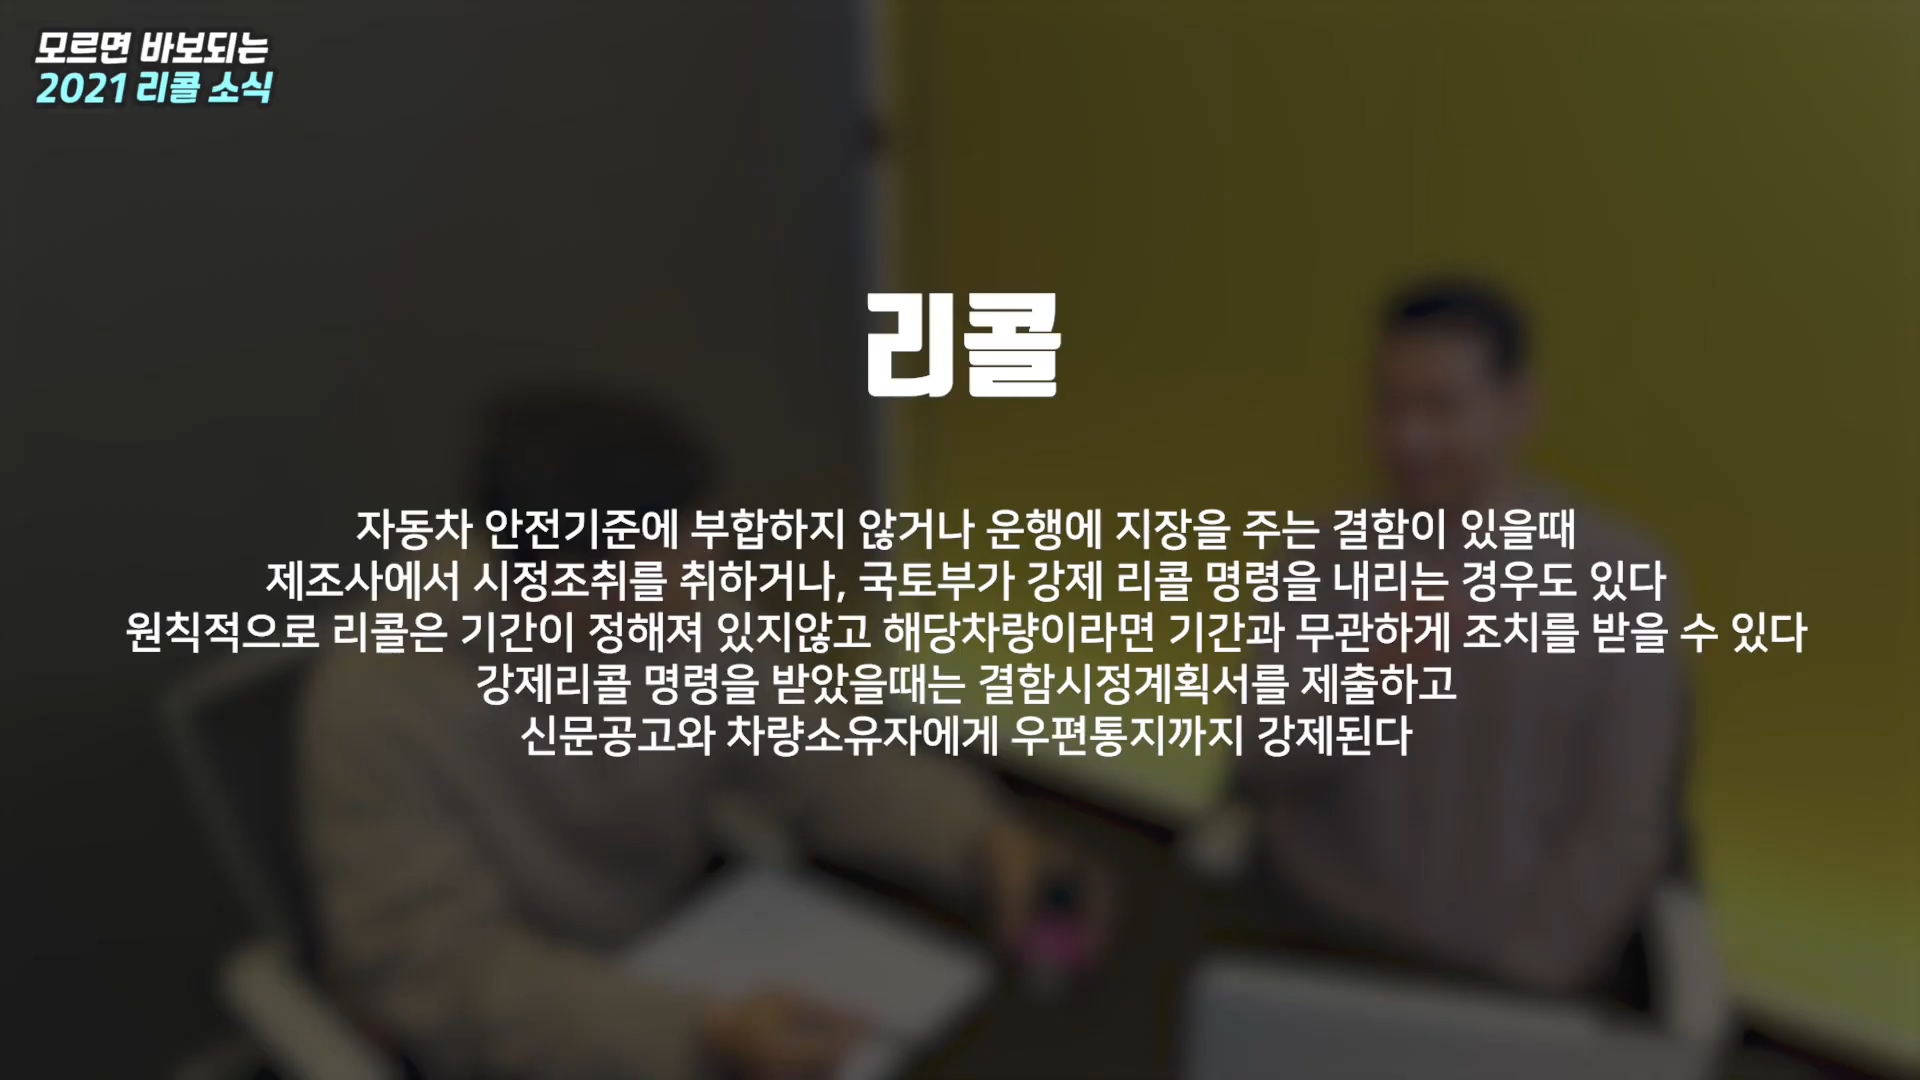 모르면 바보되는
2021 리콜 소식
리콜
자동차 안전기준에 부합하지 않거나 운행에 지장을 주는 결함이 있을때
제조사에서 시정조취를 취하거나, 국토부가 강제 리콜 명령을 내리는 경우도 있다
원칙적으로 리콜은 기간이 정해져 있지않고 해당차량이라면 기간과 무관하게 조치를 받을 수 있다
강제리콜 명령을 받았을때는 결함시정계획서를 제출하고
신문공고와 차량소유자에게 우편통지까지 강제된다